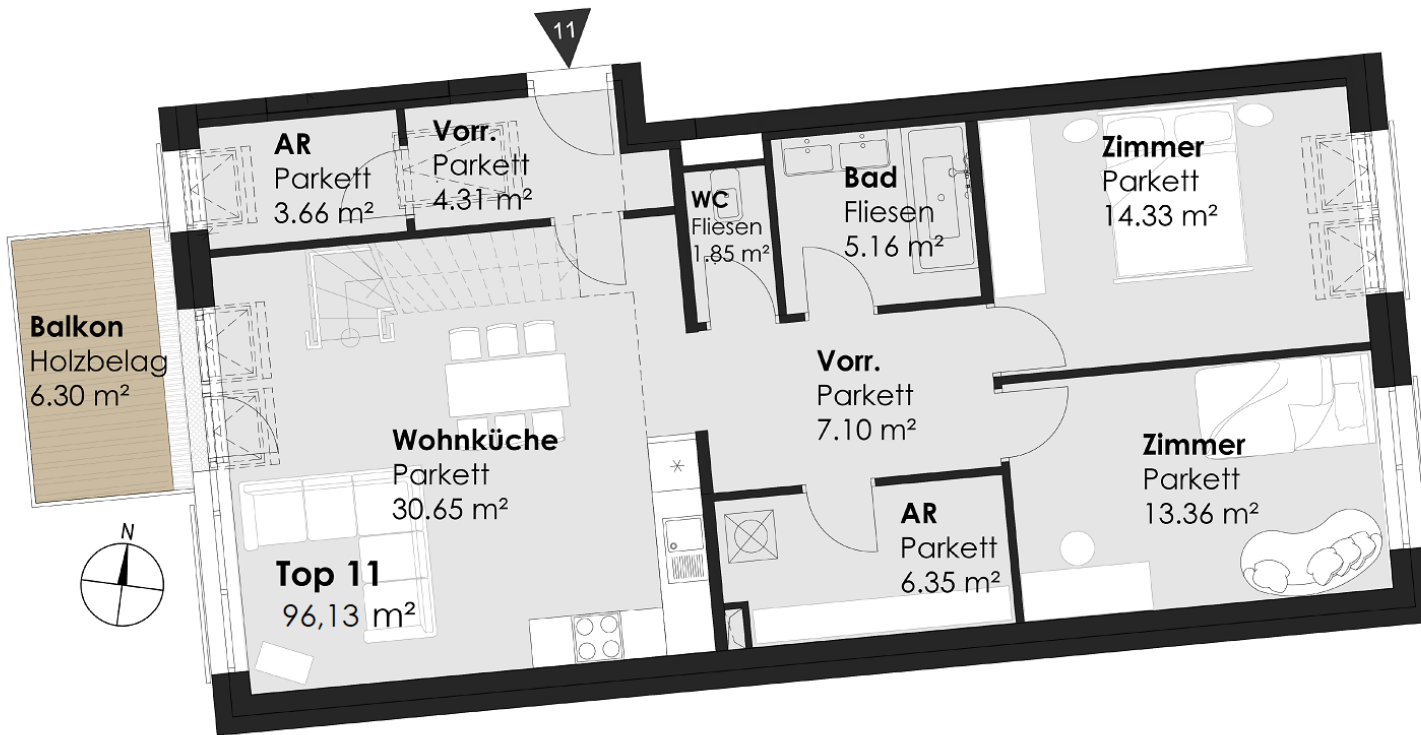 11
AR
Parkett
3.66 m²
Vorr.
Parkett
4.31 m²
WC
Fliesen
1.85 m²
Bad
Fliesen
5.16 m²
Zimmer
Parkett
14.33 m²
Balkon
Holzbelag
6.30 m²
Wohnküche
Parkett
30.65 m²
Vorr.
Parkett
7.10 m²
Zimmer
Parkett
13.36 m²
AR
Parkett
6.35 m²
N
Top 11
96,13 m²